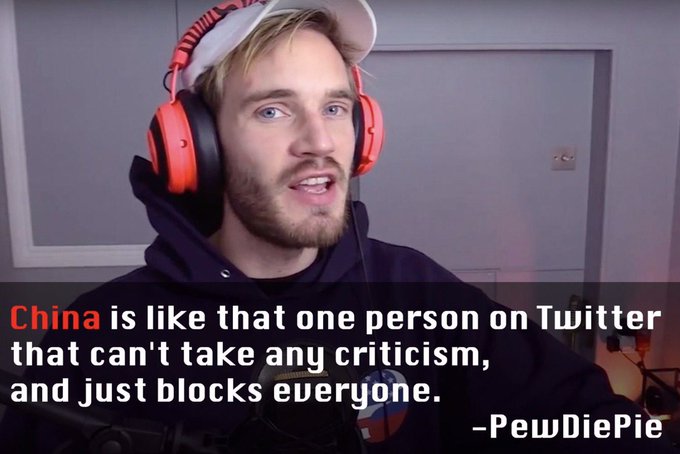 China is like that one person on Twitter
that can't take any criticism,
and just blocks everyone.
-PewDiePie